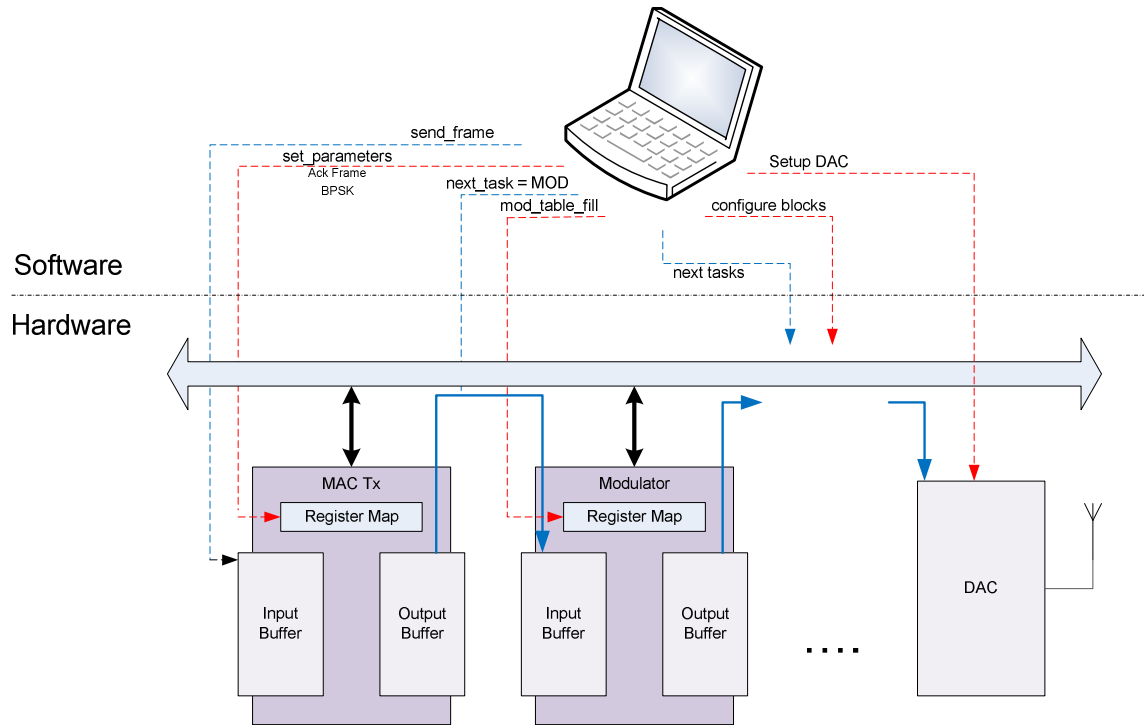 send_frame
set_parameters
Ack Frame
BPSK
next_task = MOD
mod_table_fill
Setup DAC
configure blocks
next tasks
Software
Hardware
MAC Tx
Register Map
Input
Buffer
Output
Buffer
Modulator
Register Map
Input
Buffer
Output
Buffer
. . . .
DAC